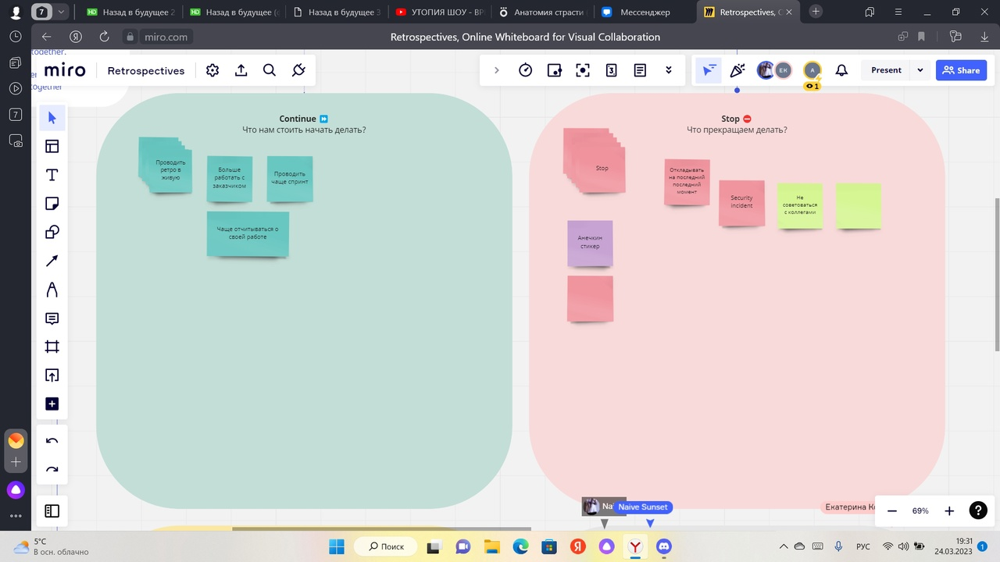 7
Назад в будущее 2
Назад в будущее (
Назад в будущее 3
УТОПИЯ ШОУ - ВР
Анатомия страсти
Мессенджер
Retrospectives, C
miro.com
Retrospectives, Online Whiteboard for Visual Collaboration
together.
together
miro
Retrospectives
3
EK
A
1
Present
Share
7
Continue
Что нам стоить начать делать?
Проводить
ретро в
живую
Больше
работать с
заказчиком
Проводить
чаще спринт
Чаще отчитываться о
своей работе
Stop
Что прекращаем делать?
Stop
Откладывать
на последний
последний
момент
Security
incident
Не
советоваться
с коллегами
Анечкин
стикер
Na
Naive Sunset
Екатерина Ко
69%
?
5°C
В осн. облачно
Поиск
РУС
19:31
24.03.2023
1